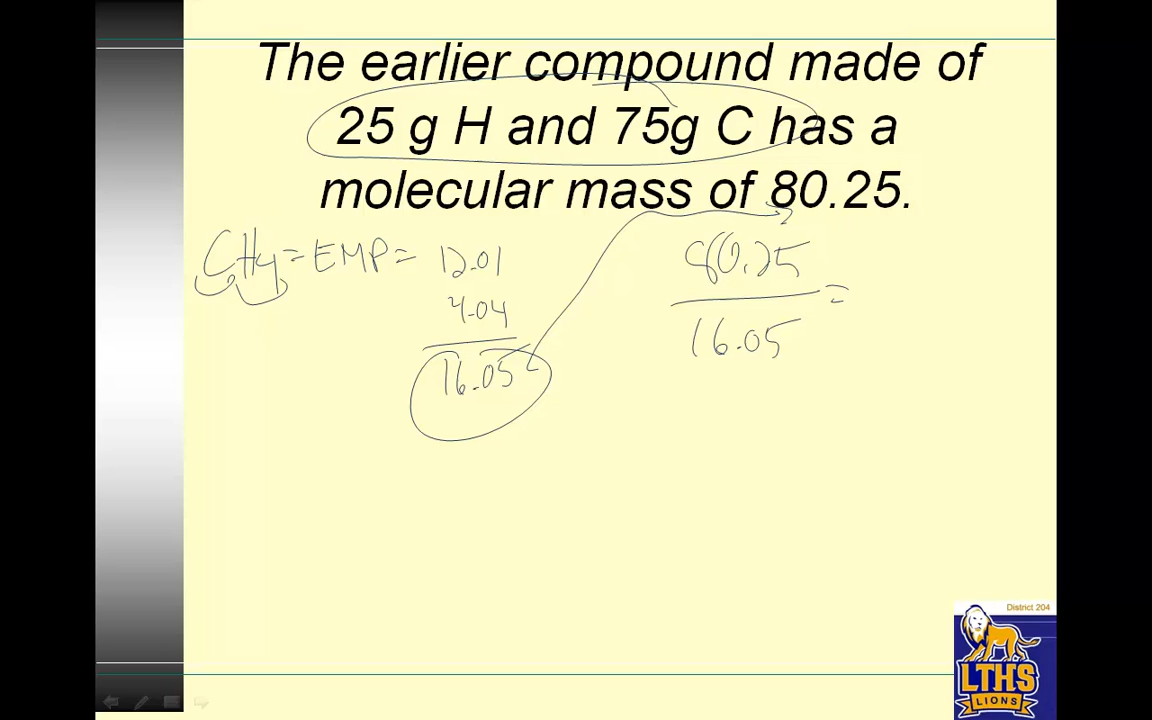 The earlier compound made of
25 g H and 75g C has a
molecular mass of 80.25.
CH4 = EMP = 12.01
4.04
16.05
80.25
16.05 =
District 204
LTHS
LIONS